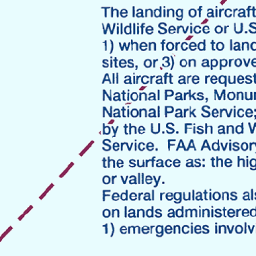 The landing of aircraft
Wildlife Service or U.S
1) when forced to land
sites, or 3) on approve
All aircraft are request
National Parks, Monu
National Park Service;
by the U.S. Fish and W
Service. FAA Advisory
the surface as: the hig
or valley.
Federal regulations al
on lands administered
1) emergencies involv